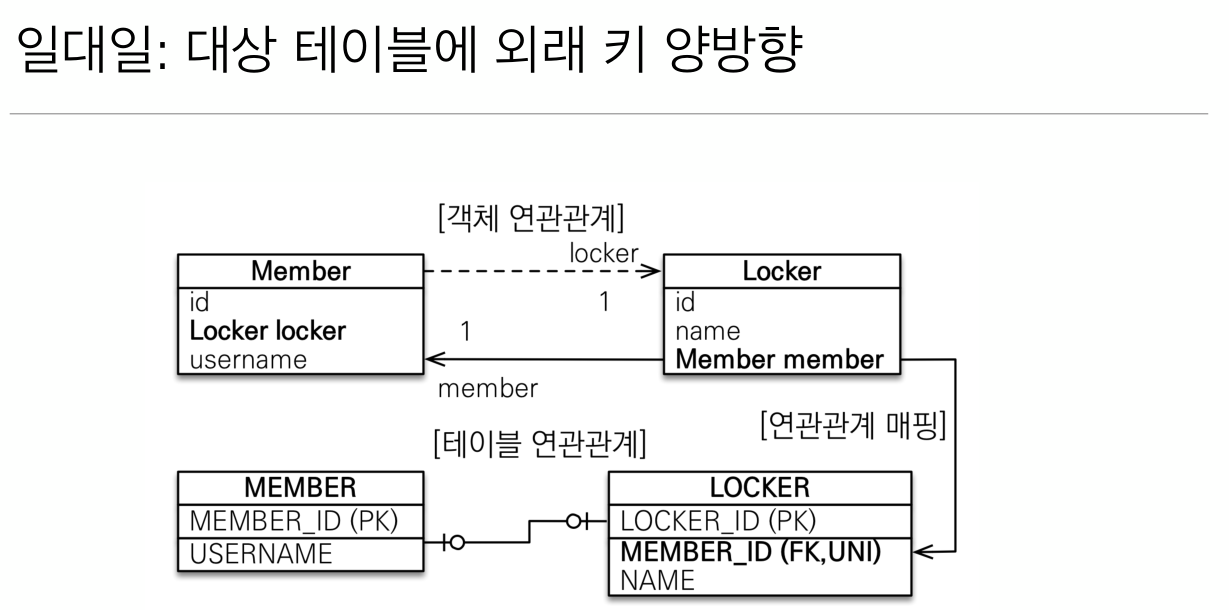 일대일: 대상 테이블에 외래 키 양방향
[객체 연관관계]
locker
Member
id
Locker locker
username
1
1
member
Locker
id
name
Member member
[연관관계 매핑]
[테이블 연관관계]
MEMBER
MEMBER_ID (PK)
USERNAME
LOCKER
LOCKER_ID (PK)
MEMBER_ID (FK,UNI)
NAME